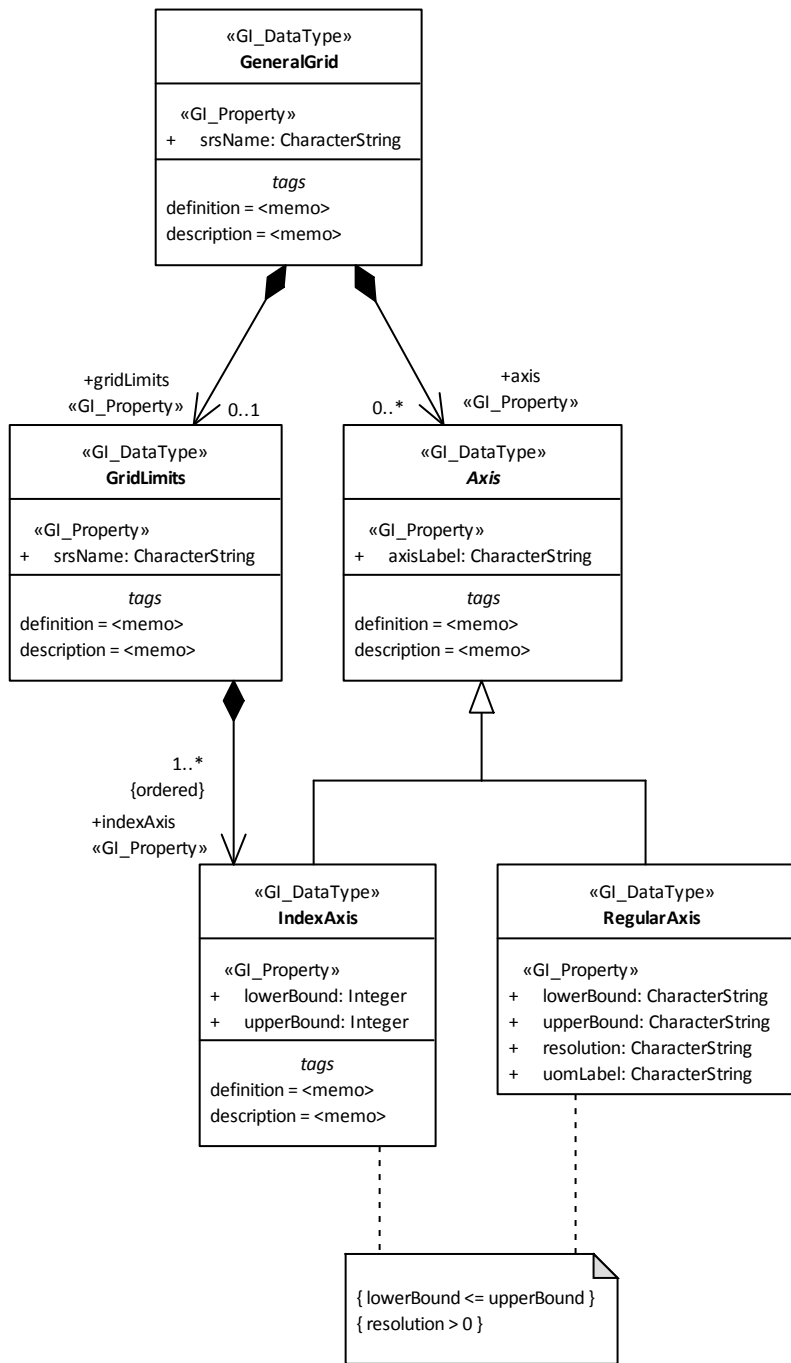 «GI_DataType»
GeneralGrid
«GI_Property»
+ srsName: CharacterString
tags
definition = <memo>
description = <memo>
+gridLimits
«GI_Property»
0..1
+axis
«GI_Property»
0..*
«GI_DataType»
GridLimits
«GI_Property»
+ srsName: CharacterString
tags
definition = <memo>
description = <memo>
«GI_DataType»
Axis
«GI_Property»
+ axisLabel: CharacterString
tags
definition = <memo>
description = <memo>
1..*
{ordered}
+indexAxis
«GI_Property»
«GI_DataType»
IndexAxis
«GI_Property»
+ lowerBound: Integer
+ upperBound: Integer
tags
definition = <memo>
description = <memo>
«GI_DataType»
RegularAxis
«GI_Property»
+ lowerBound: CharacterString
+ upperBound: CharacterString
+ resolution: CharacterString
+ uomLabel: CharacterString
{ lowerBound <= upperBound }
{ resolution > 0 }